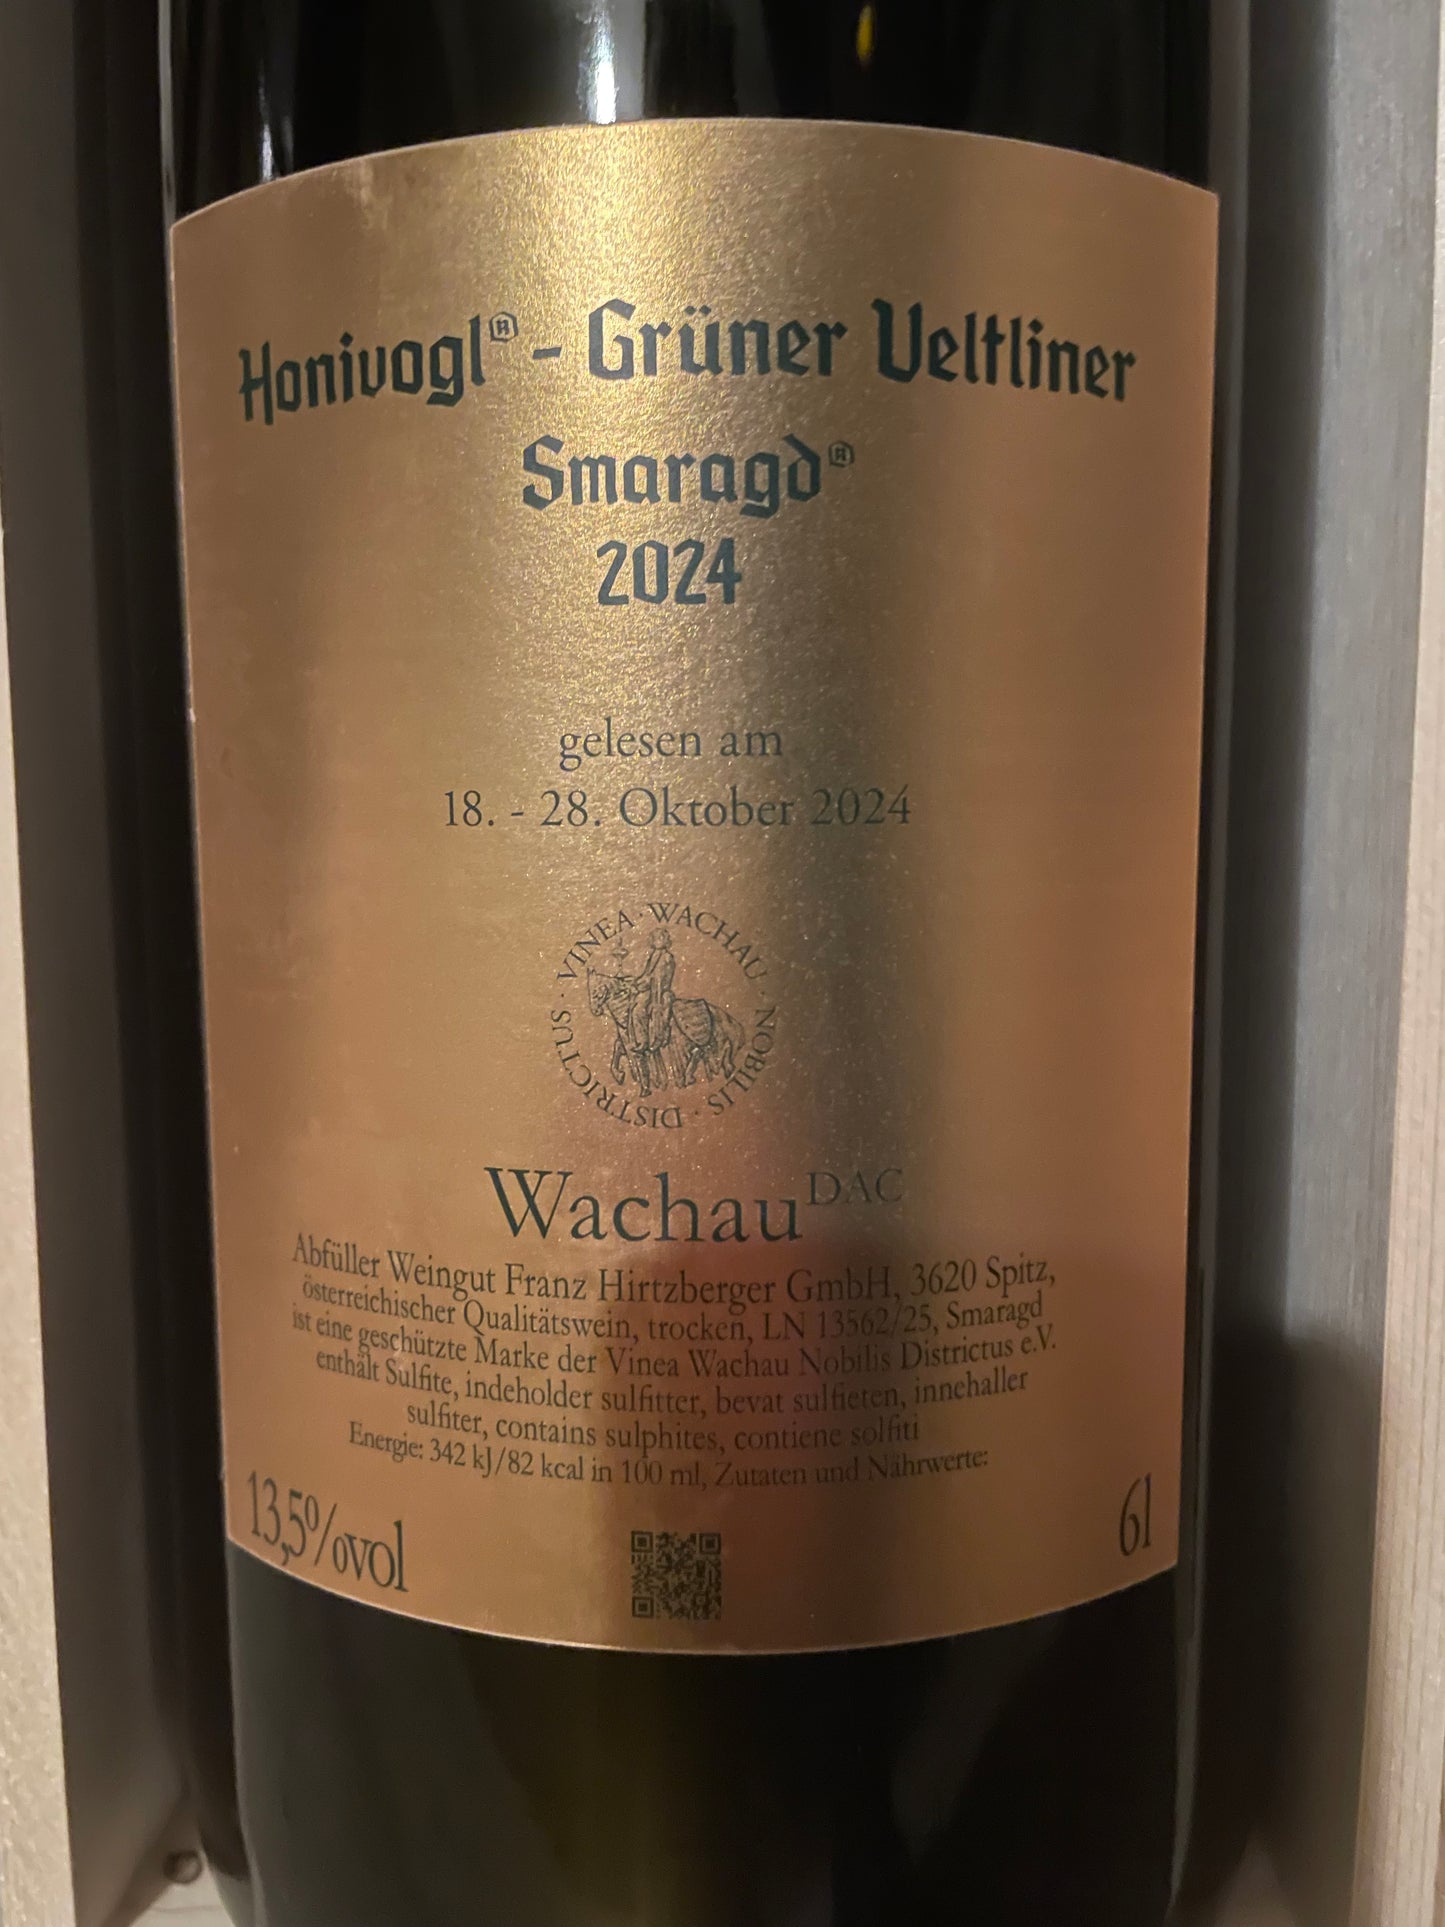 Honivogl® - Grüner Veltliner
Smaragd®
2024
gelesen am
18. - 28. Oktober 2024
VINEA · WACHAU · NOBILIS · DISTRICTUS ·
Wachau DAC
Abfüller Weingut Franz Hirtzberger GmbH, 3620 Spitz,
österreichischer Qualitätswein, trocken, LN 13562/25, Smaragd
ist eine geschützte Marke der Vinea Wachau Nobilis Districtus e.V.
enthält Sulfite, indeholder sulfitter, bevat sulfieten, innehaller
sulfiter, contains sulphites, contiene solfiti
Energie: 342 kJ/82 kcal in 100 ml, Zutaten und Nährwerte:
13,5%vol
6l